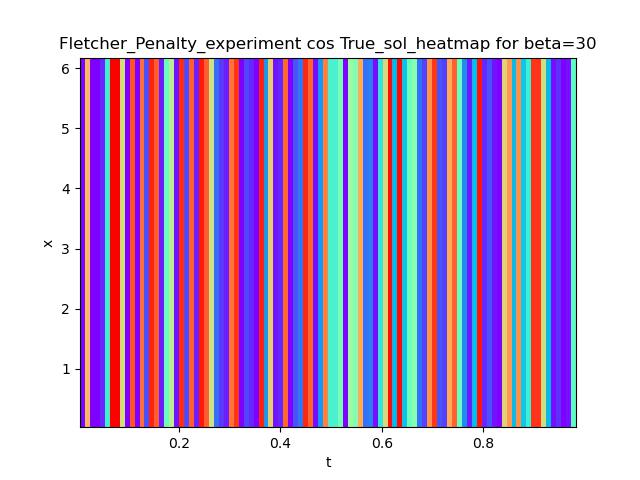 Fletcher_Penalty_experiment cos True_sol_heatmap for beta=30
6
5
4
3
2
1
x
0.2 0.4 0.6 0.8
t